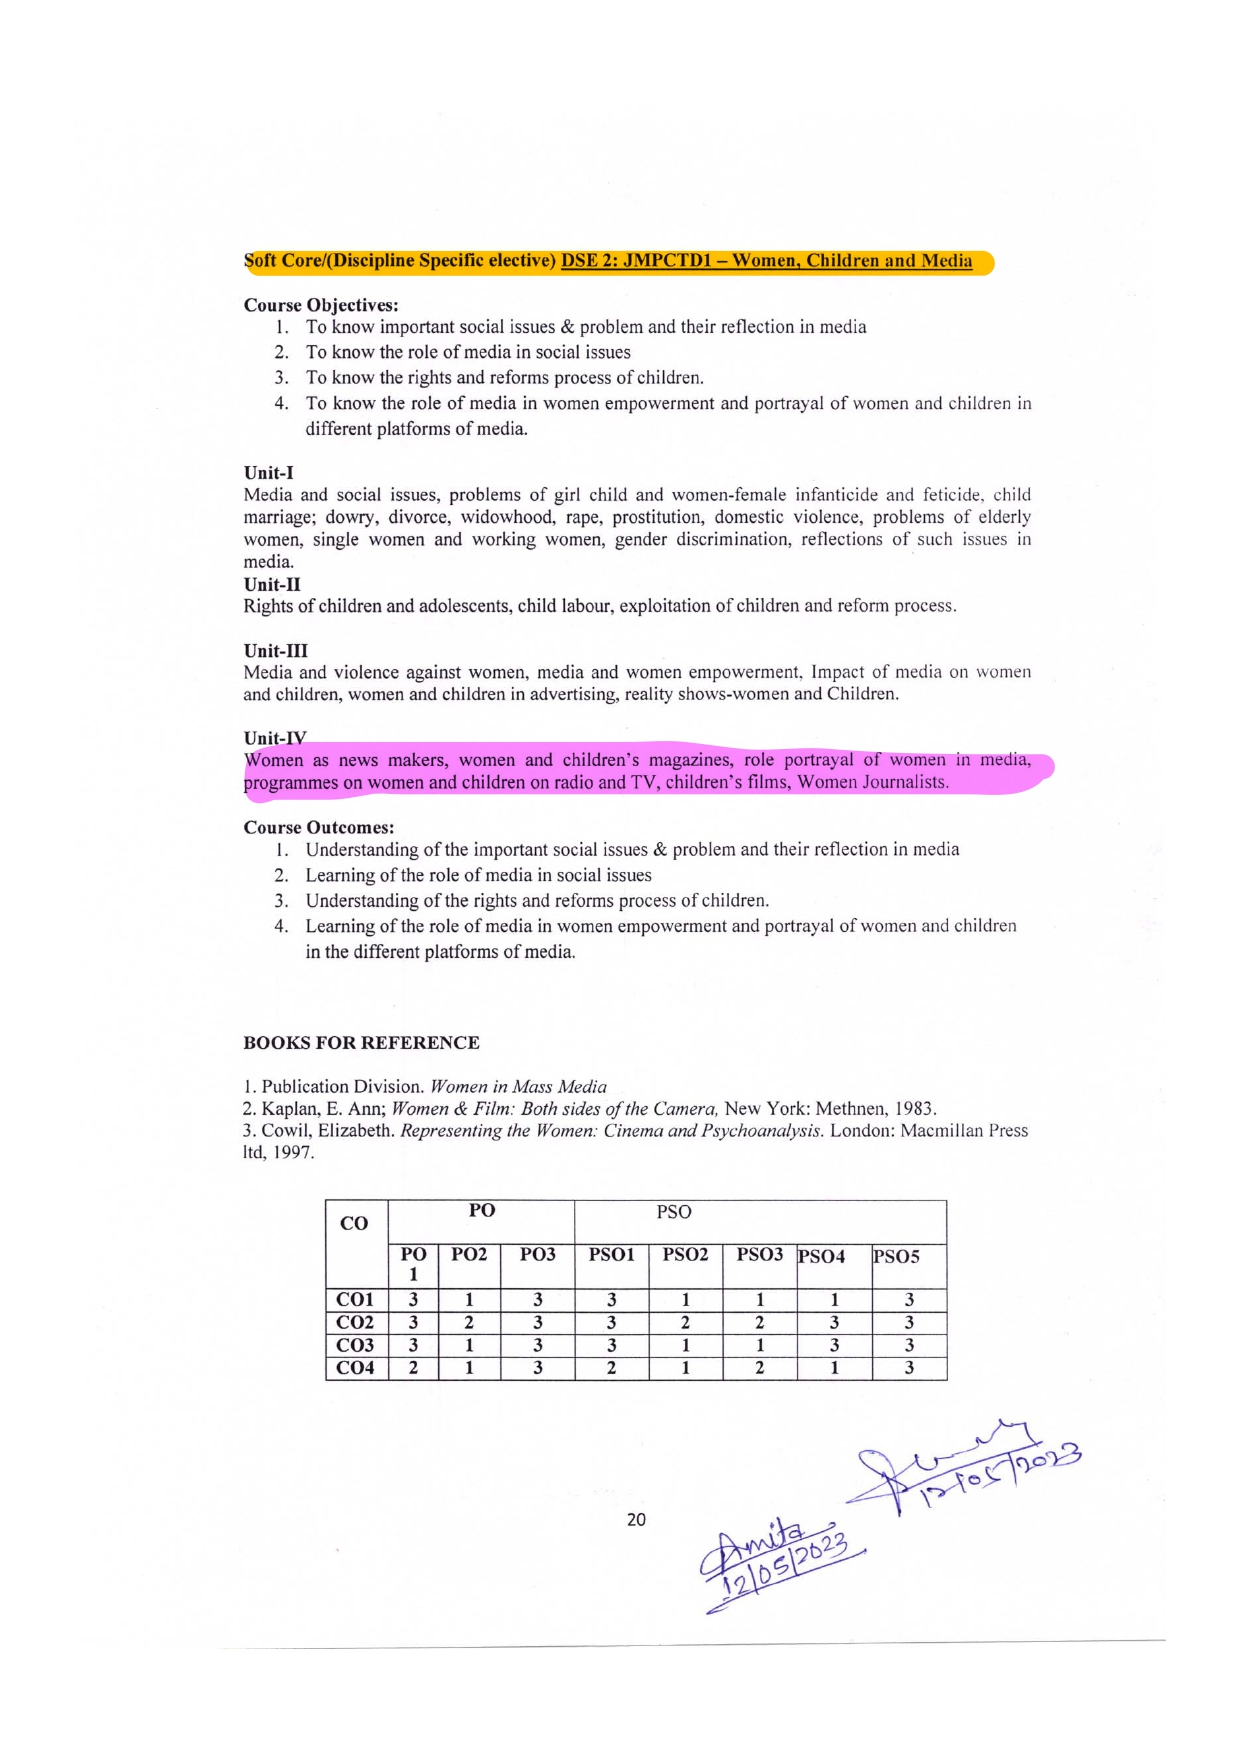 Soft Core/(Discipline Specific elective) DSE 2: JMPCTD1 – Women, Children and Media
Course Objectives:
1. To know important social issues & problem and their reflection in media
2. To know the role of media in social issues
3. To know the rights and reforms process of children.
4. To know the role of media in women empowerment and portrayal of women and children in
different platforms of media.
Unit-I
Media and social issues, problems of girl child and women-female infanticide and feticide, child
marriage; dowry, divorce, widowhood, rape, prostitution, domestic violence, problems of elderly
women, single women and working women, gender discrimination, reflections of such issues in
media.
Unit-II
Rights of children and adolescents, child labour, exploitation of children and reform process.
Unit-III
Media and violence against women, media and women empowerment, Impact of media on women
and children, women and children in advertising, reality shows-women and Children.
Unit-IV
Women as news makers, women and children's magazines, role portrayal of women in media,
programmes on women and children on radio and TV, children's films, Women Journalists.
Course Outcomes:
1. Understanding of the important social issues & problem and their reflection in media
2. Learning of the role of media in social issues
3. Understanding of the rights and reforms process of children.
4. Learning of the role of media in women empowerment and portrayal of women and children
in the different platforms of media.
BOOKS FOR REFERENCE
1. Publication Division. Women in Mass Media
2. Kaplan, E. Ann; Women & Film: Both sides of the Camera, New York: Methnen, 1983.
3. Cowil, Elizabeth. Representing the Women: Cinema and Psychoanalysis. London: Macmillan Press
ltd, 1997.
CO PO PSO
PO 1 PO2 PO3 PSO1 PSO2 PSO3 PSO4 PSO5
CO1 3 1 3 3 1 1 1 3
CO2 3 2 3 3 2 2 3 3
CO3 3 1 3 3 1 1 3 3
CO4 2 1 3 2 1 2 1 3
12/05/2023
20
Amita
12/05/2023